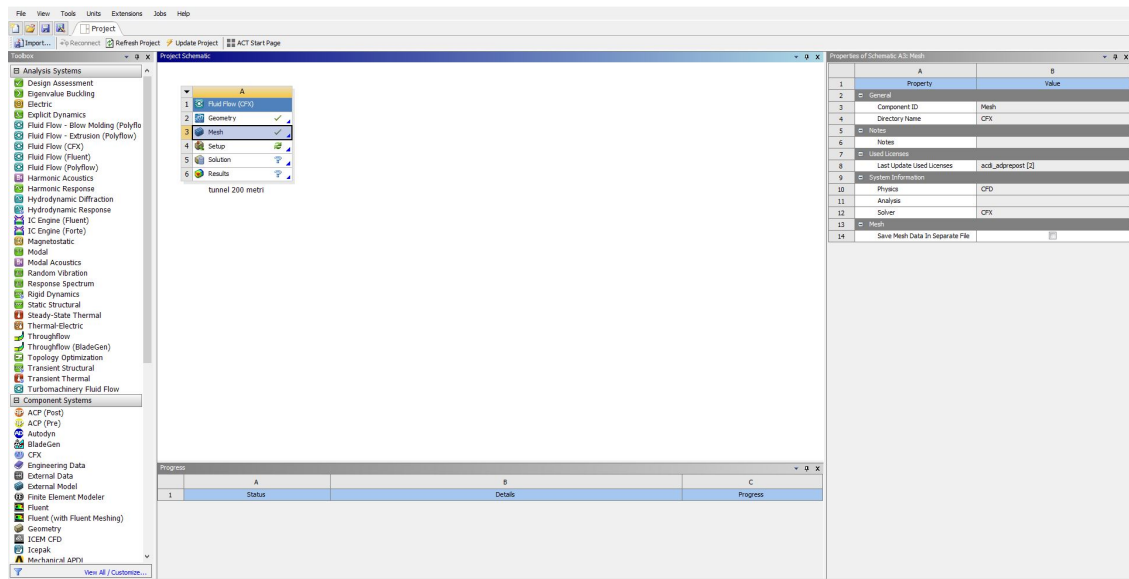 File View Tools Units Extensions Jobs Help
Project
Import... Reconnect Refresh Project Update Project ACT Start Page
Toolbox
Analysis Systems
Design Assessment
Eigenvalue Buckling
Electric
Explicit Dynamics
Fluid Flow - Blow Molding (Polyflo
Fluid Flow - Extrusion (Polyflow)
Fluid Flow (CFX)
Fluid Flow (Fluent)
Fluid Flow (Polyflow)
Harmonic Acoustics
Harmonic Response
Hydrodynamic Diffraction
Hydrodynamic Response
IC Engine (Fluent)
IC Engine (Forte)
Magnetostatic
Modal
Modal Acoustics
Random Vibration
Response Spectrum
Rigid Dynamics
Static Structural
Steady-State Thermal
Thermal-Electric
Throughflow
Throughflow (BladeGen)
Topology Optimization
Transient Structural
Transient Thermal
Turbomachinery Fluid Flow
Component Systems
ACP (Post)
ACP (Pre)
Autodyn
BladeGen
CFX
Engineering Data
External Data
External Model
Finite Element Modeler
Fluent
Fluent (with Fluent Meshing)
Geometry
ICEM CFD
Icepak
Mechanical APDL
View All / Customize...
Project Schematic
A
1 Fluid Flow (CFX)
2 Geometry
3 Mesh
4 Setup
5 Solution
6 Results
tunnel 200 metri
Progress
A B C
1 Status Details Progress
Properties of Schematic A3: Mesh
A B
1 Property Value
2 General
3 Component ID Mesh
4 Directory Name CFX
5 Notes
6 Notes
7 Used Licenses
8 Last Update Used Licenses acdi_adprepost [2]
9 System Information
10 Physics CFD
11 Analysis
12 Solver CFX
13 Mesh
14 Save Mesh Data In Separate File